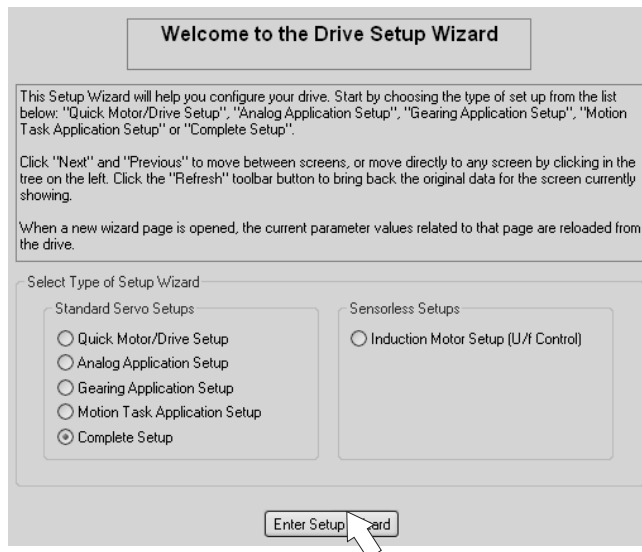 Welcome to the Drive Setup Wizard
This Setup Wizard will help you configure your drive. Start by choosing the type of set up from the list
below: "Quick Motor/Drive Setup", "Analog Application Setup", "Gearing Application Setup", "Motion
Task Application Setup" or "Complete Setup".
Click "Next" and "Previous" to move between screens, or move directly to any screen by clicking in the
tree on the left. Click the "Refresh" toolbar button to bring back the original data for the screen currently
showing.
When a new wizard page is opened, the current parameter values related to that page are reloaded from
the drive.
Select Type of Setup Wizard
Standard Servo Setups
Quick Motor/Drive Setup
Analog Application Setup
Gearing Application Setup
Motion Task Application Setup
Complete Setup
Sensorless Setups
Induction Motor Setup (U/f Control)
Enter Setup